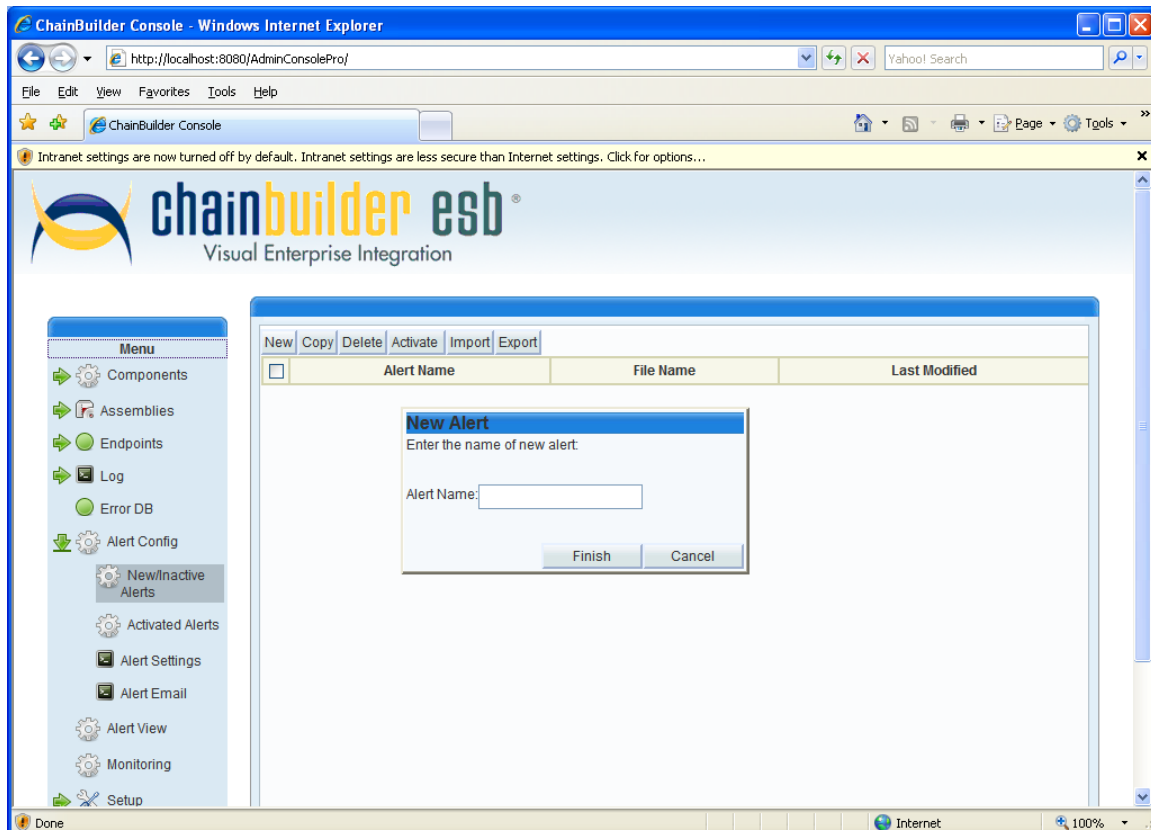 ChainBuilder Console - Windows Internet Explorer
http://localhost:8080/AdminConsolePro/
Yahoo! Search
File Edit View Favorites Tools Help
ChainBuilder Console
Page Tools »
Intranet settings are now turned off by default. Intranet settings are less secure than Internet settings. Click for options...
chainbuilder esb ®
Visual Enterprise Integration
Menu
Components
Assemblies
Endpoints
Log
Error DB
Alert Config
New/Inactive
Alerts
Activated Alerts
Alert Settings
Alert Email
Alert View
Monitoring
Setup
New Copy Delete Activate Import Export
Alert Name File Name Last Modified
New Alert
Enter the name of new alert:
Alert Name:
Finish Cancel
Done
Internet
100%